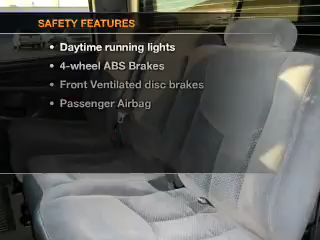 SAFETY FEATURES
• Daytime running lights
• 4-wheel ABS Brakes
• Front Ventilated disc brakes
• Passenger Airbag